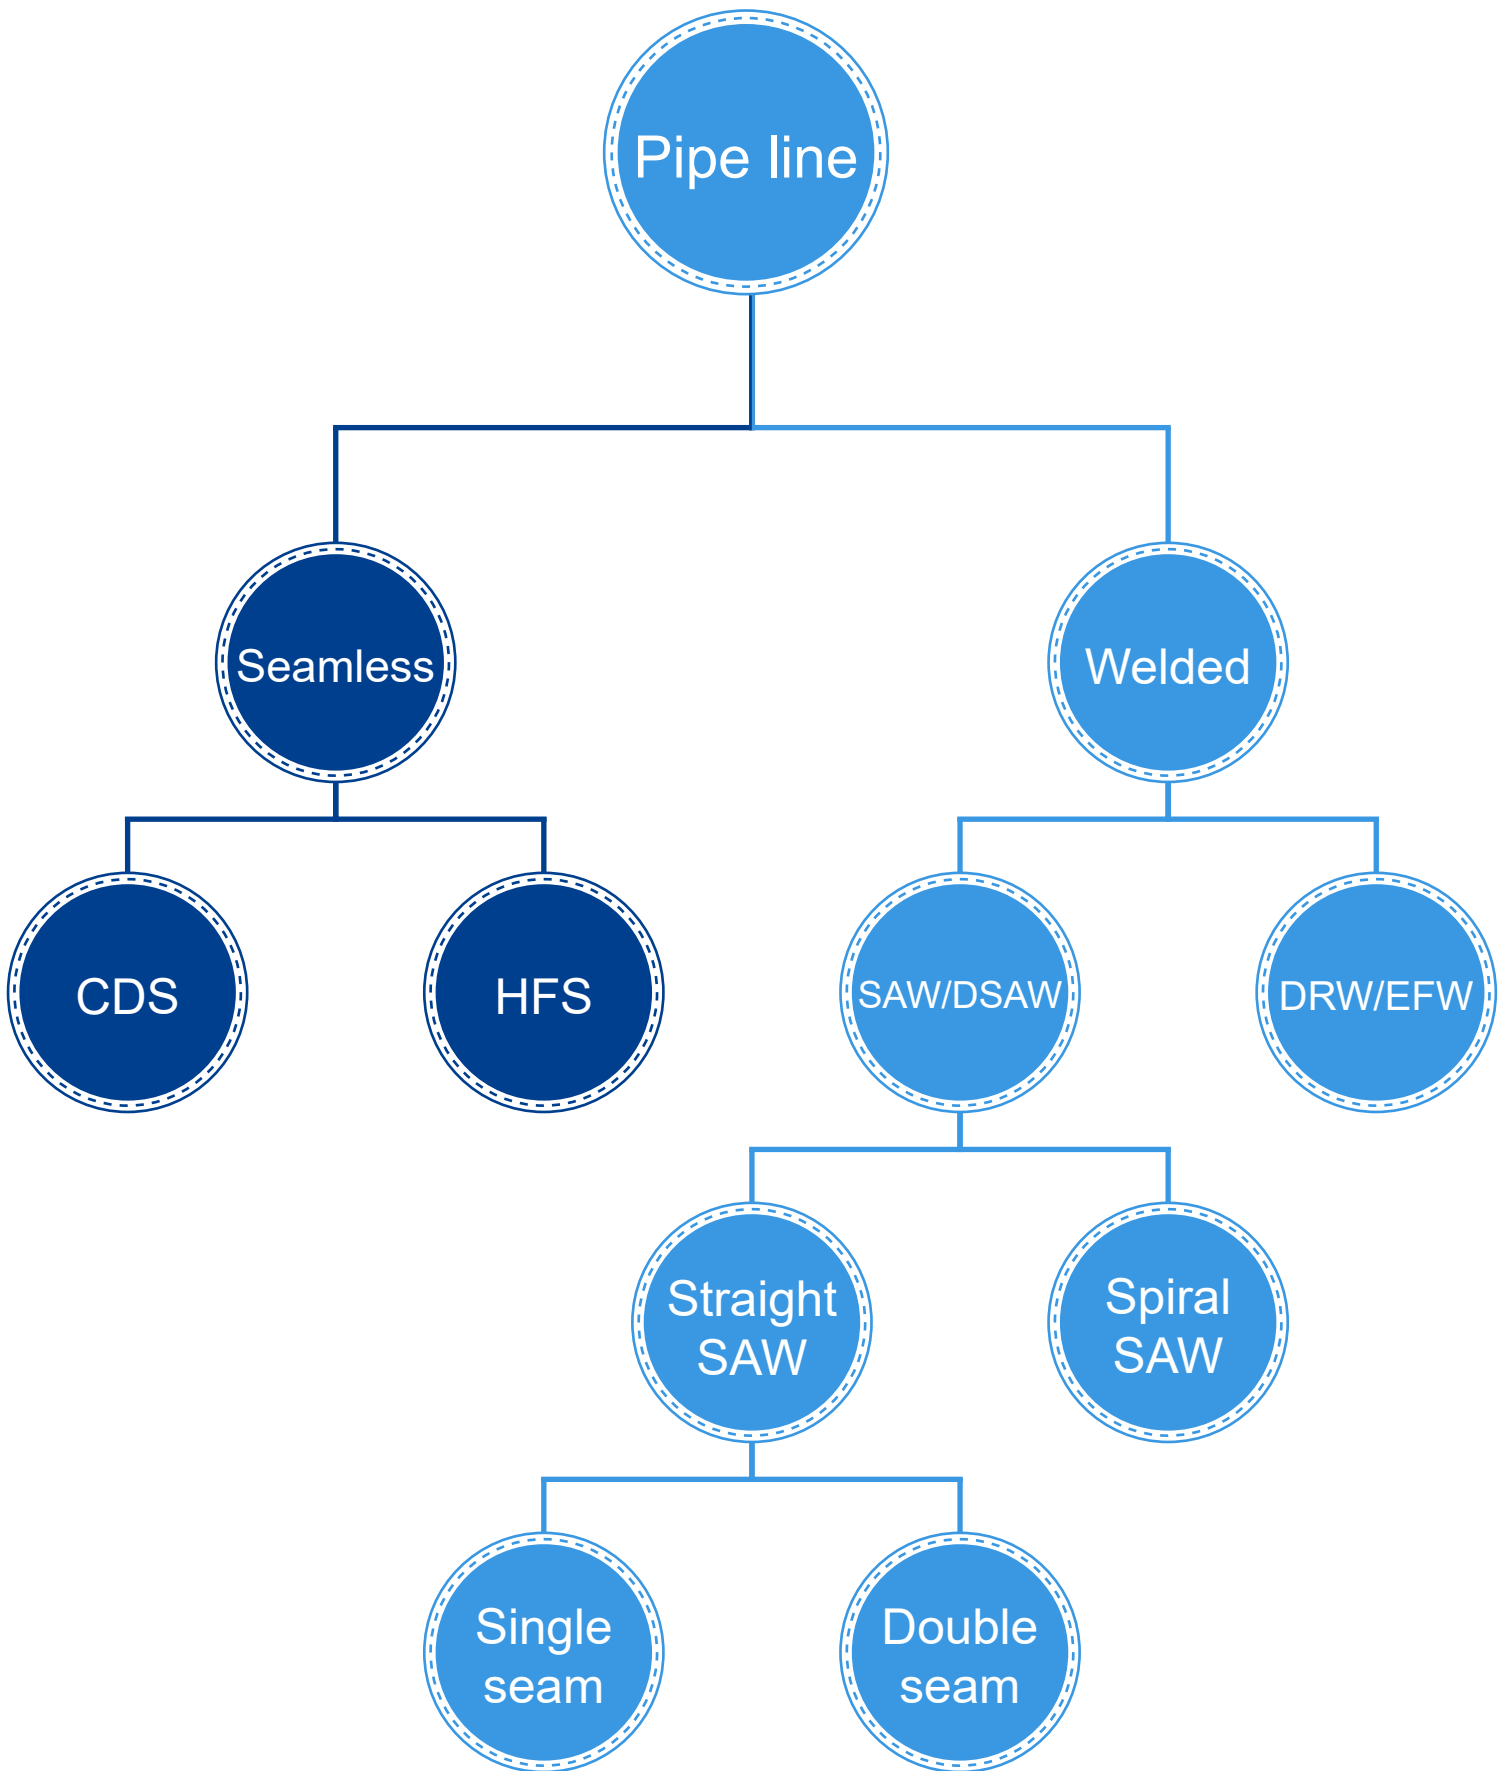 Pipe line
Seamless
Welded
CDS
HFS
SAW/DSAW
DRW/EFW
Straight
SAW
Spiral
SAW
Single
seam
Double
seam